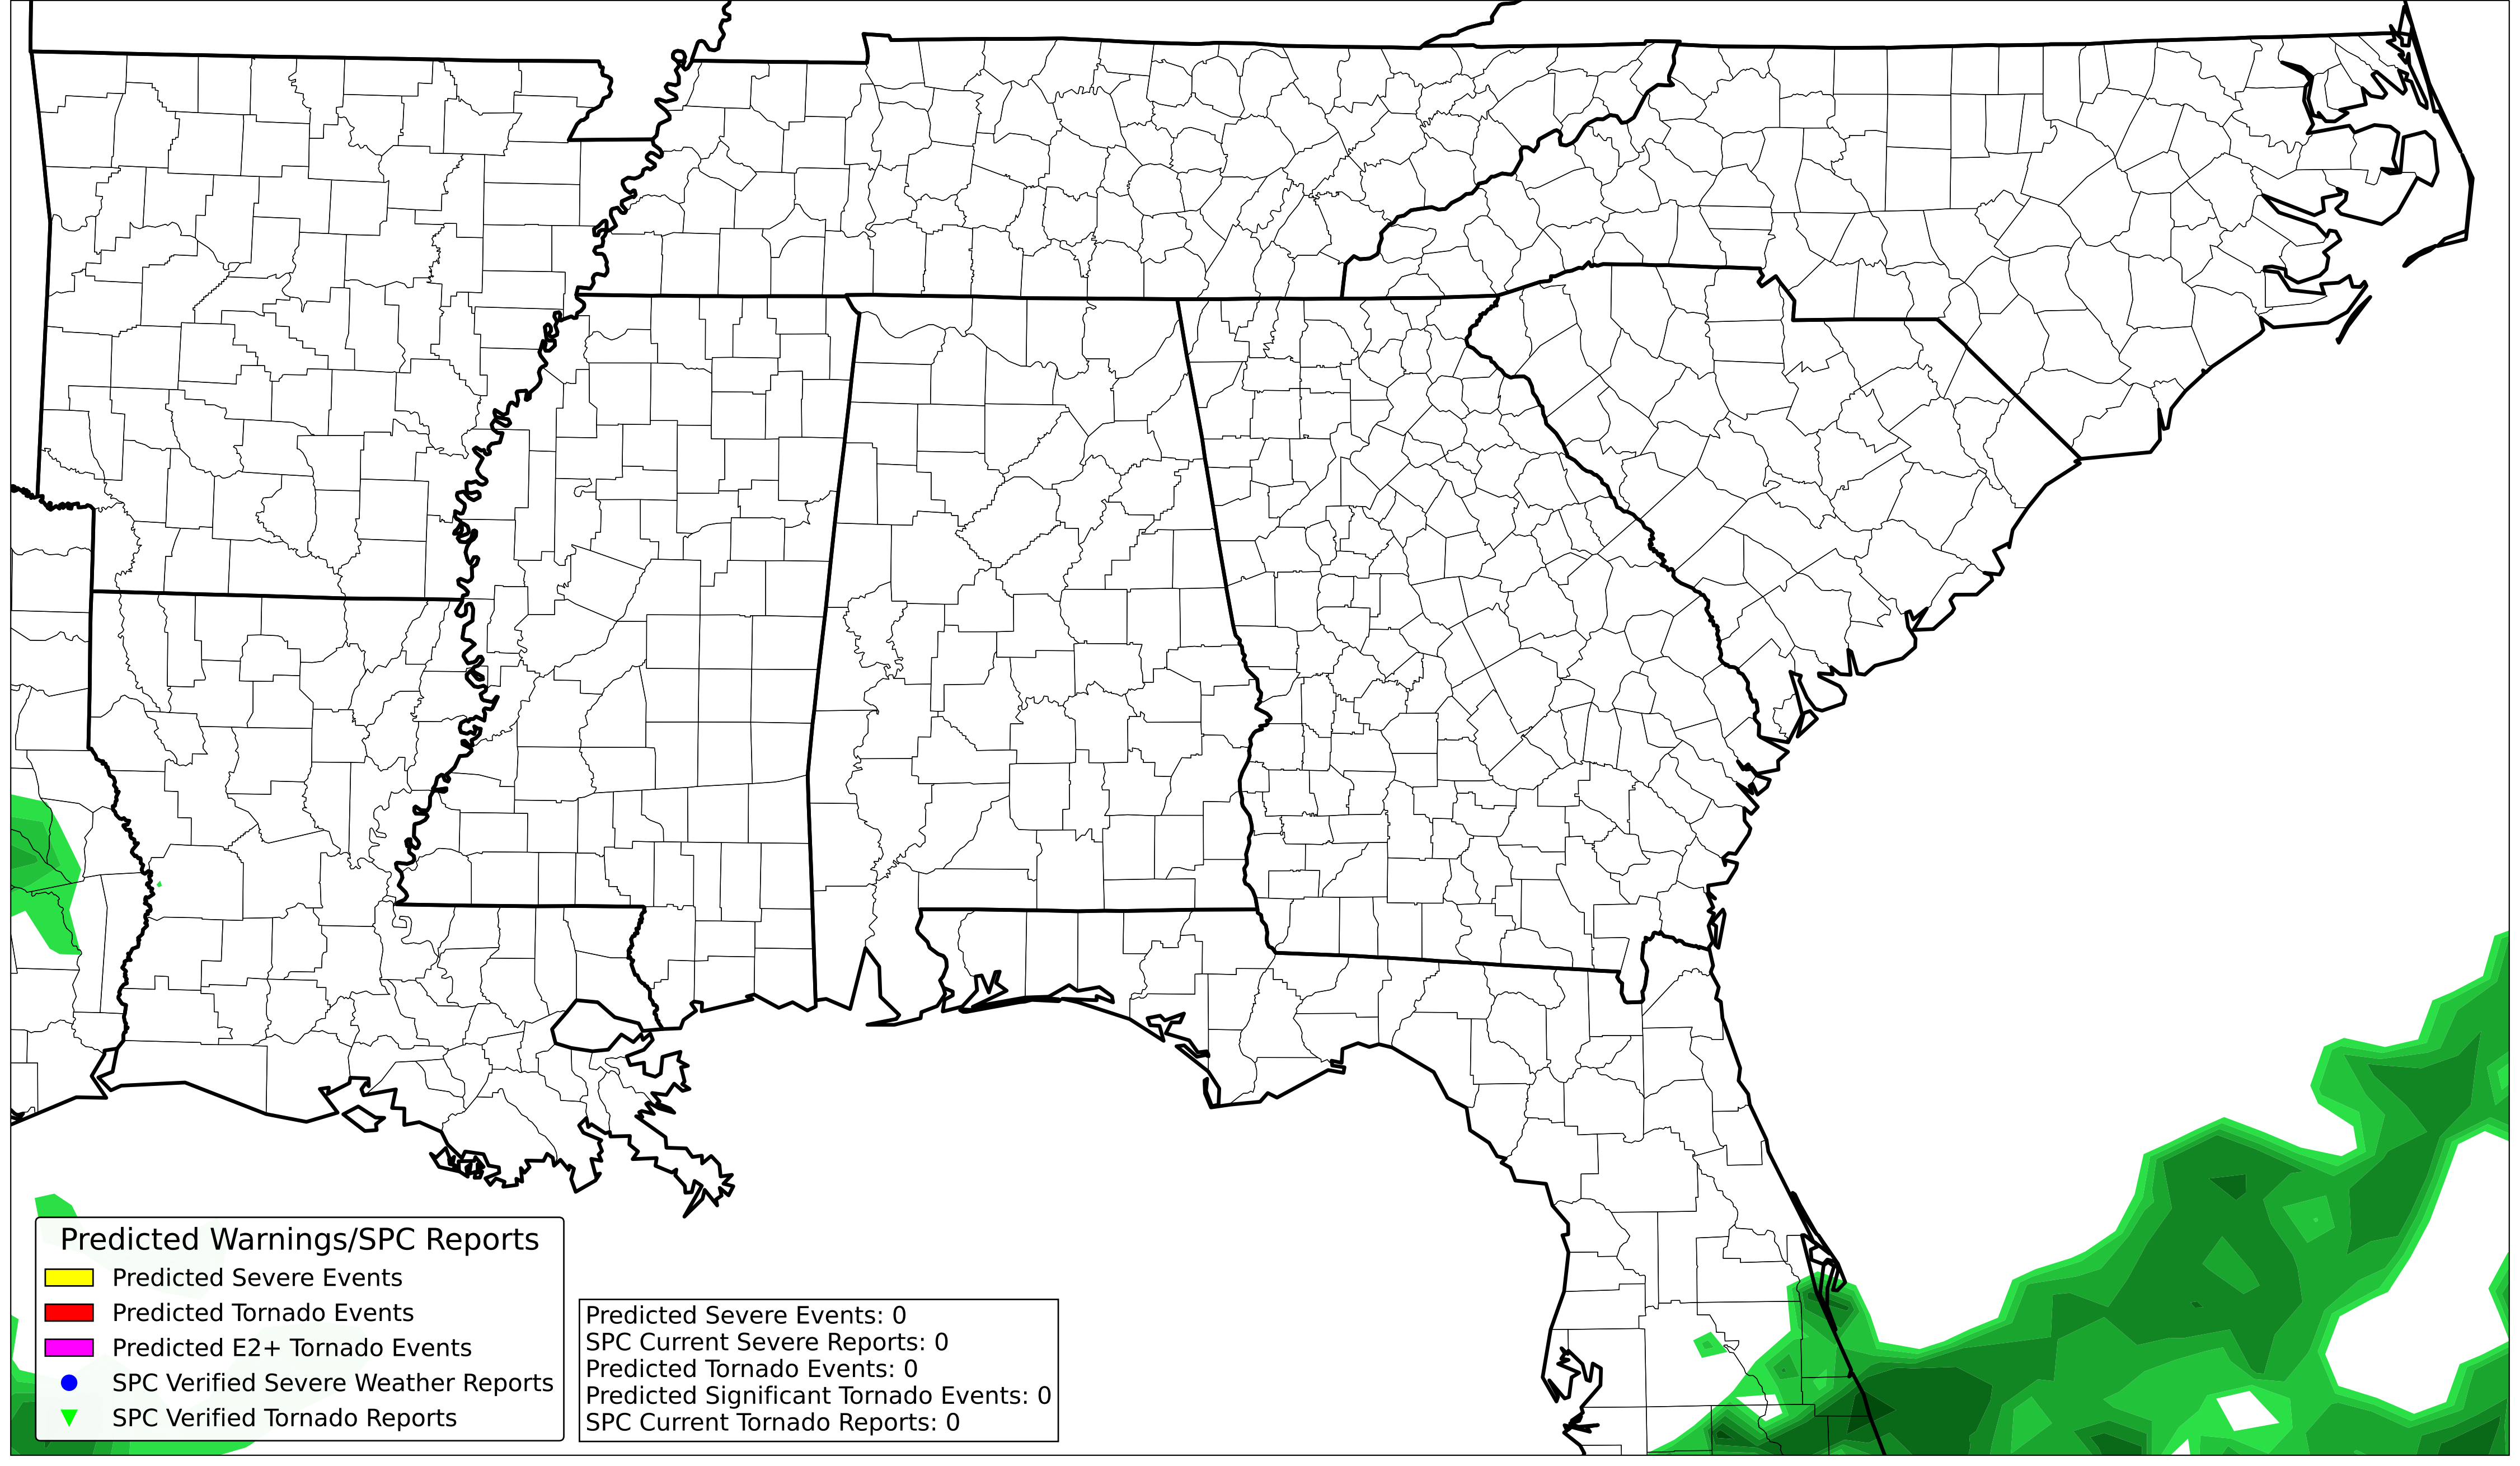 Predicted Warnings/SPC Reports
Predicted Severe Events
Predicted Tornado Events
Predicted E2+ Tornado Events
SPC Verified Severe Weather Reports
SPC Verified Tornado Reports
Predicted Severe Events: 0
SPC Current Severe Reports: 0
Predicted Tornado Events: 0
Predicted Significant Tornado Events: 0
SPC Current Tornado Reports: 0